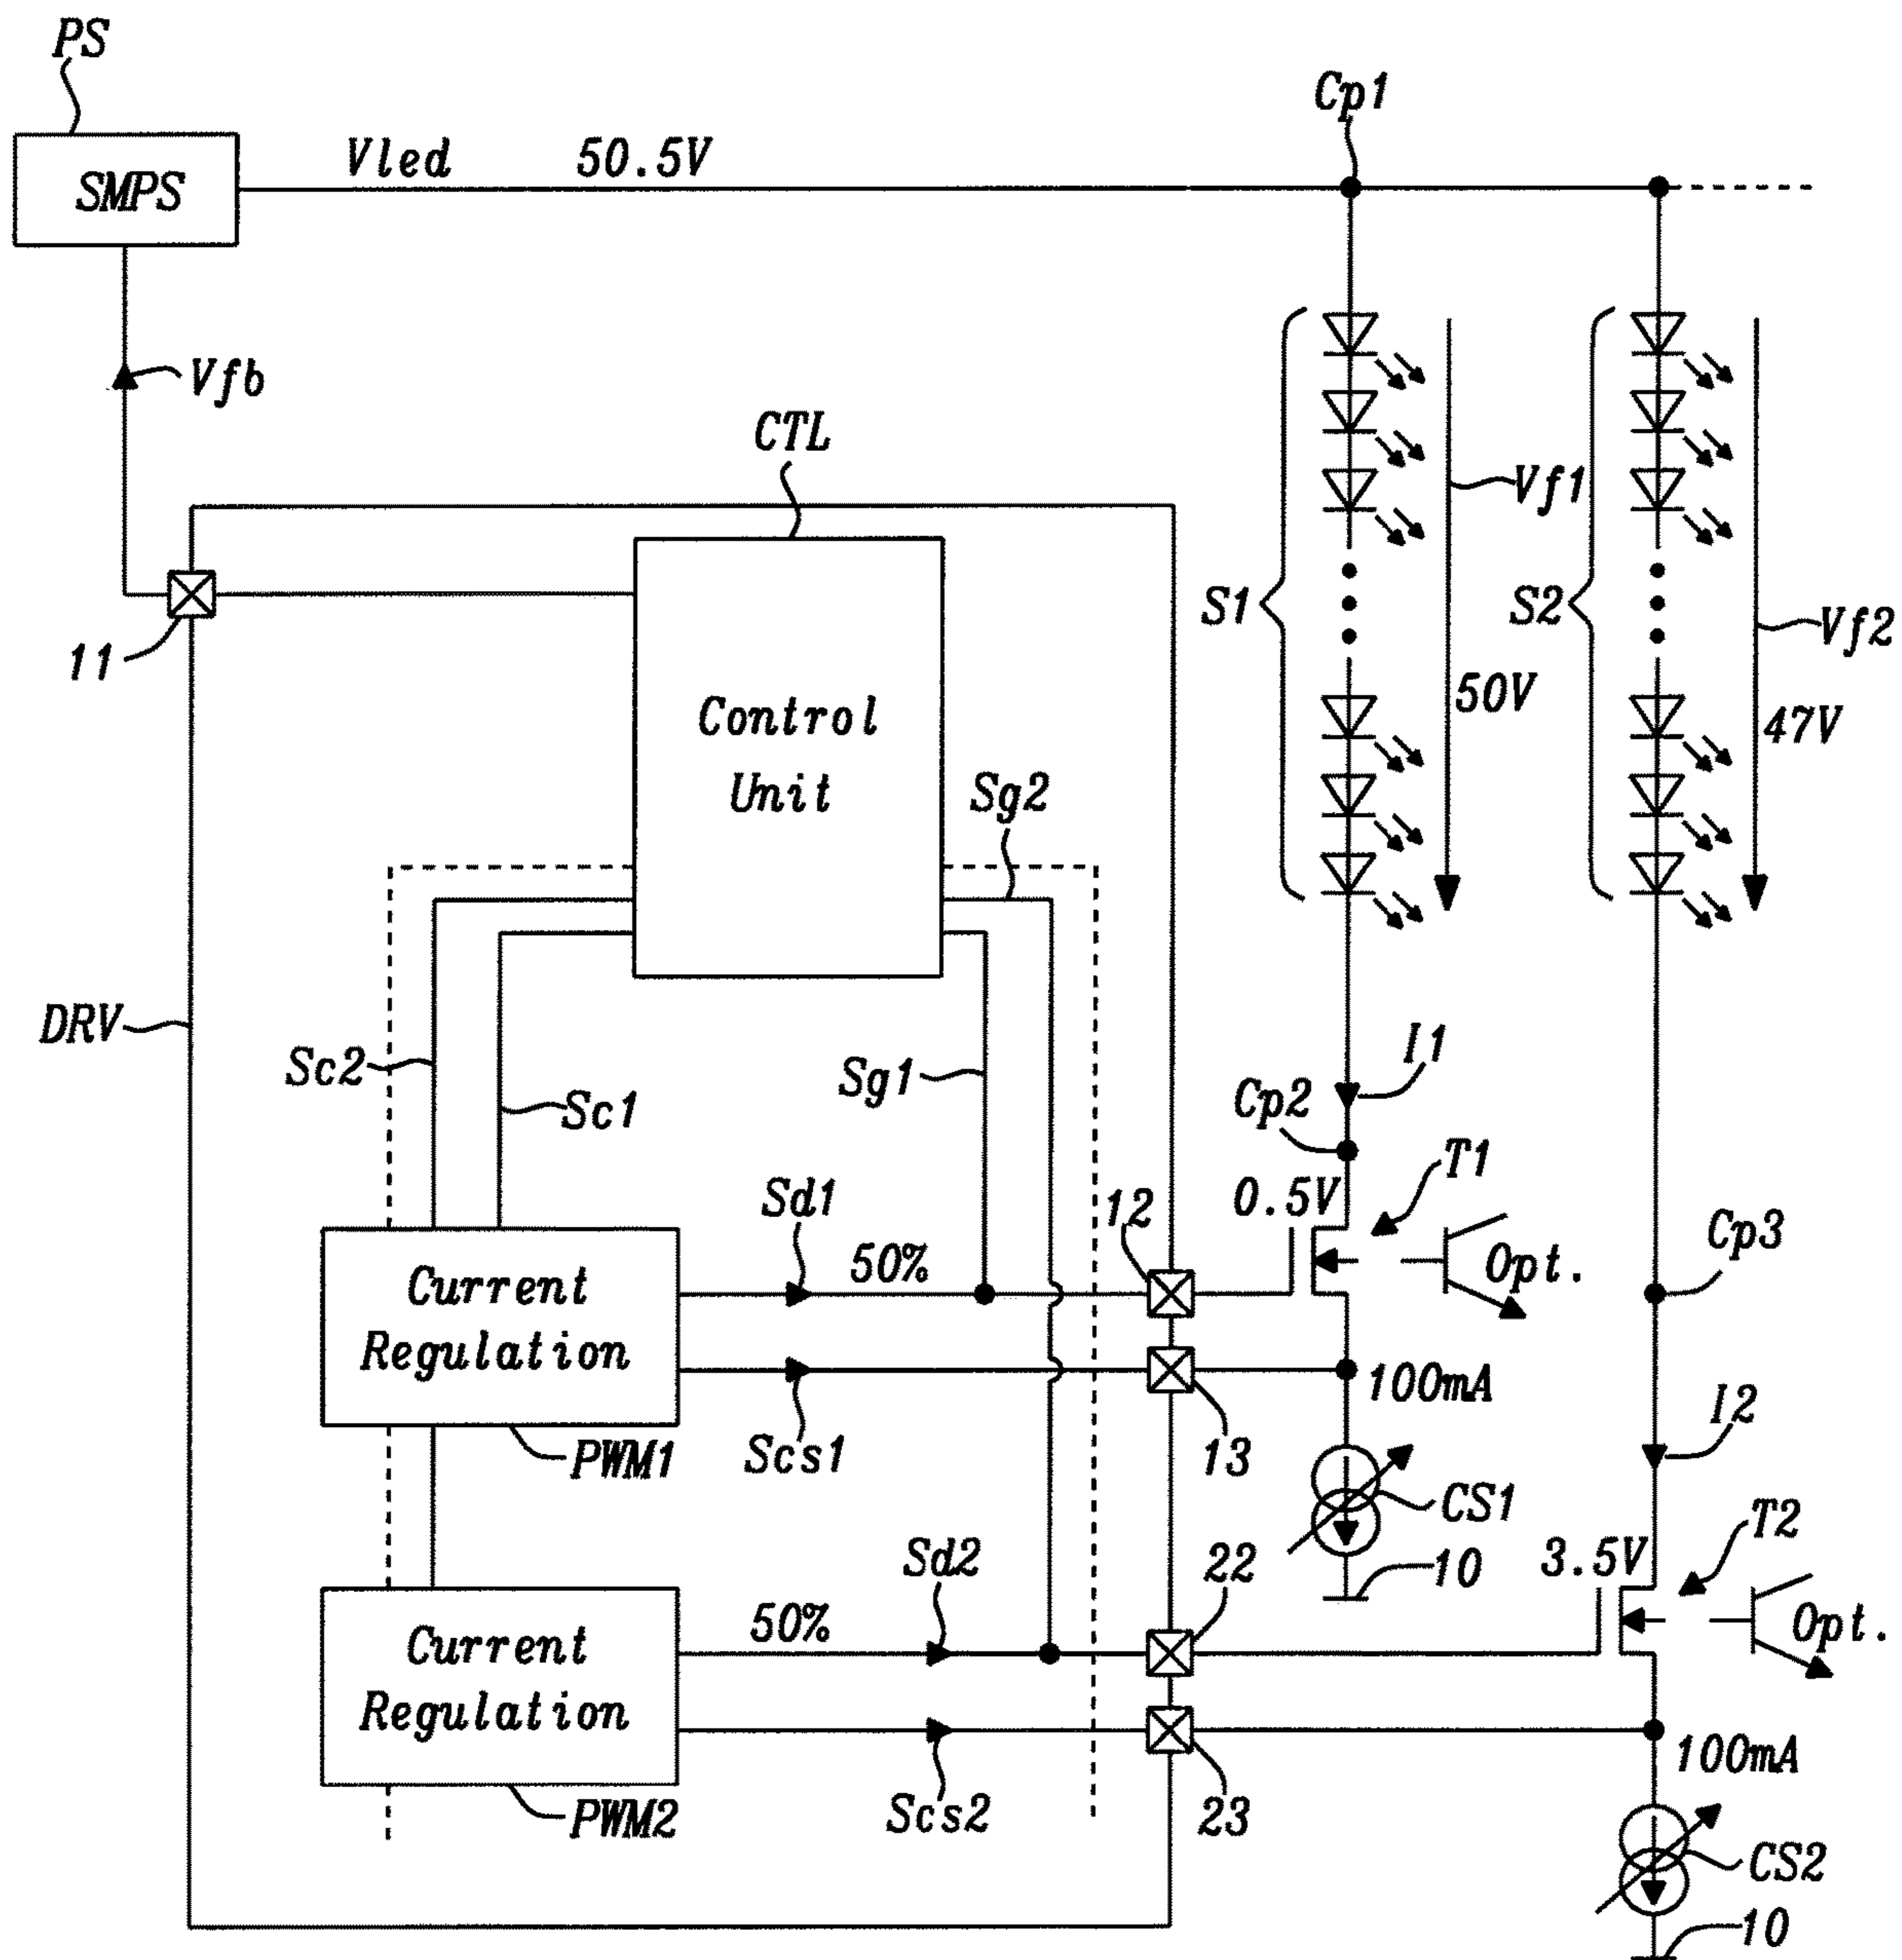 PS
Cp1
SMPS
Vled 50.5V
Vfb
CTL
Vf1
S1
S2
Vf2
11
50V
47V
Control
Unit
Sg2
DRV
I1
Sc2
Sg1
Sc1
Cp2
T1
Sd1
12
0.5V
Cp3
50%
Opt.
Current
Regulation
100mA
I2
PWM1
Scs1
13
CS1
T2
Sd2
22
3.5V
10
50%
Opt.
Current
Regulation
100mA
PWM2
Scs2
23
CS2
10